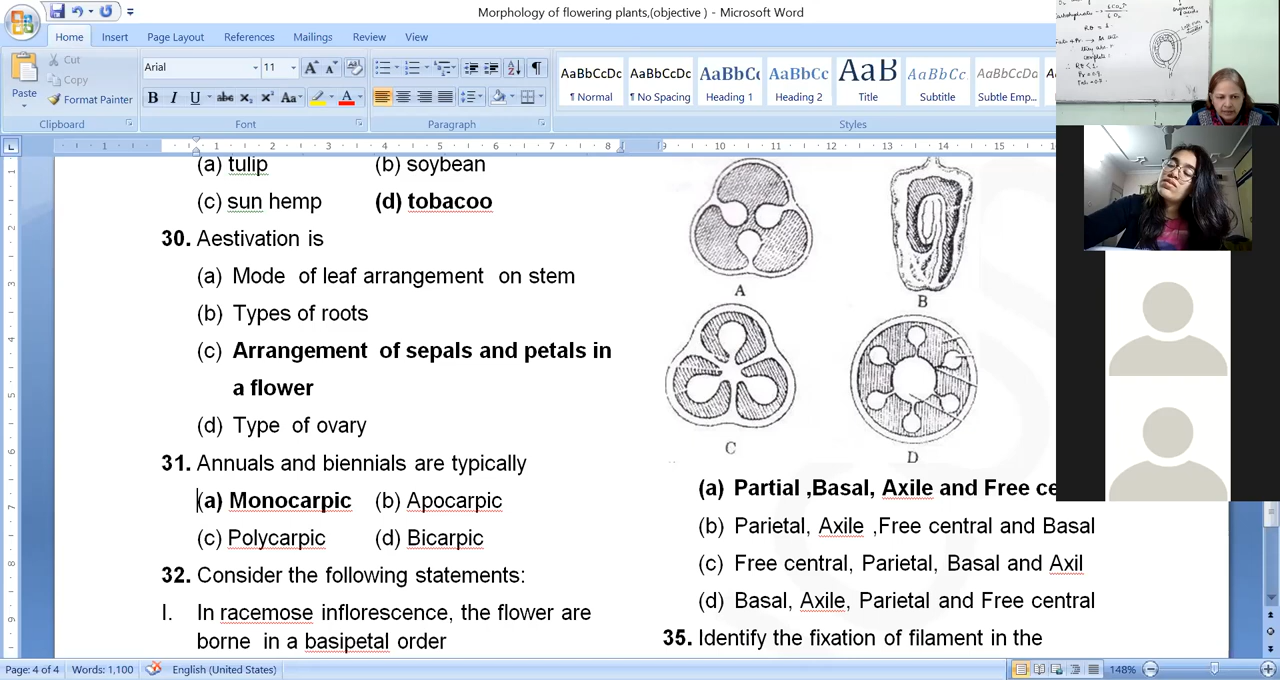 Morphology of flowering plants,(objective ) - Microsoft Word
Home Insert Page Layout References Mailings Review View
Paste
Cut
Copy
Format Painter
Clipboard
Arial 11
B I U abe X₂ X² Aa
Font
Paragraph
AaBbCcDc AaBbCcDc AaBbCc AaBbCc AaB AaBbCc. AaBbCcDc
¶ Normal ¶ No Spacing Heading 1 Heading 2 Title Subtitle Subtle Emp...
Styles
(a) tulip (b) soybean
(c) sun hemp (d) tobacoo
30. Aestivation is
(a) Mode of leaf arrangement on stem
(b) Types of roots
(c) Arrangement of sepals and petals in
a flower
(d) Type of ovary
31. Annuals and biennials are typically
(a) Monocarpic (b) Apocarpic
(c) Polycarpic (d) Bicarpic
32. Consider the following statements:
I. In racemose inflorescence, the flower are
borne in a basipetal order
A
B
C
D
(a) Partial ,Basal, Axile and Free ce
(b) Parietal, Axile ,Free central and Basal
(c) Free central, Parietal, Basal and Axil
(d) Basal, Axile, Parietal and Free central
35. Identify the fixation of filament in the
Page: 4 of 4 Words: 1,100 English (United States) 148%